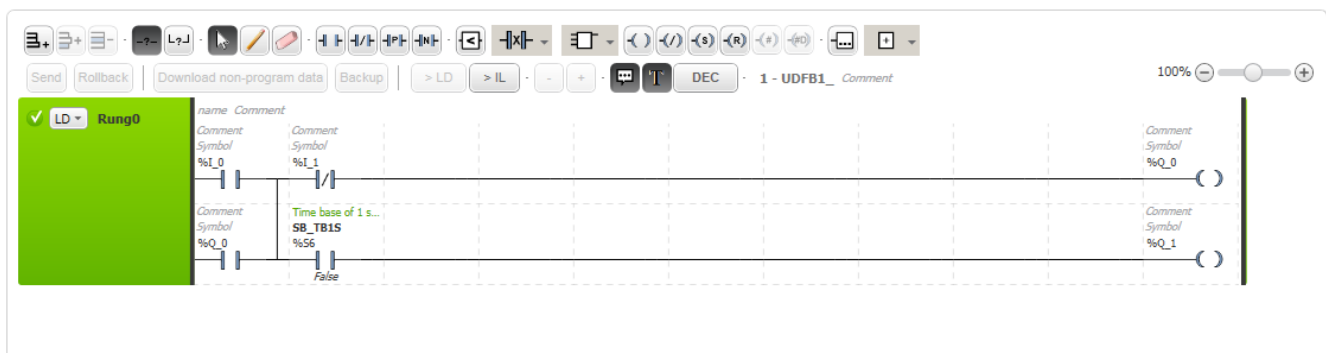 Send Rollback Download non-program data Backup > LD > IL - + T DEC 1 - UDFB1_ Comment 100%
LD Rung0
name Comment
Comment Comment Comment
Symbol Symbol Symbol
%I_0 %I_1 %Q_0
Comment Time base of 1 s... Comment
Symbol SB_TB1S Symbol
%Q_0 %S6 %Q_1
False